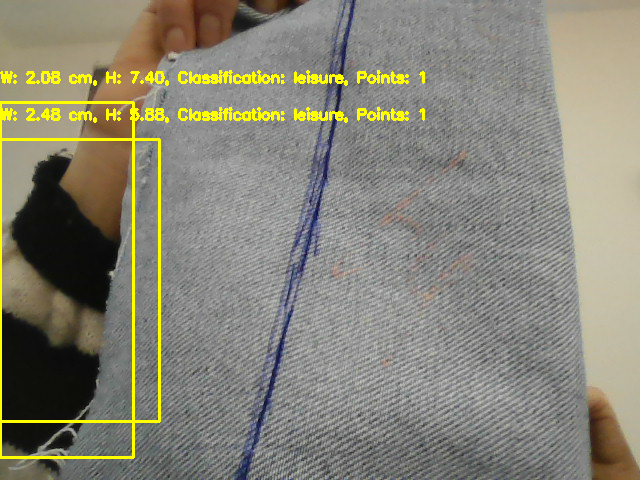 W: 2.08 cm, H: 7.40, Classification: leisure, Points: 1
W: 2.48 cm, H: 5.88, Classification: leisure, Points: 1